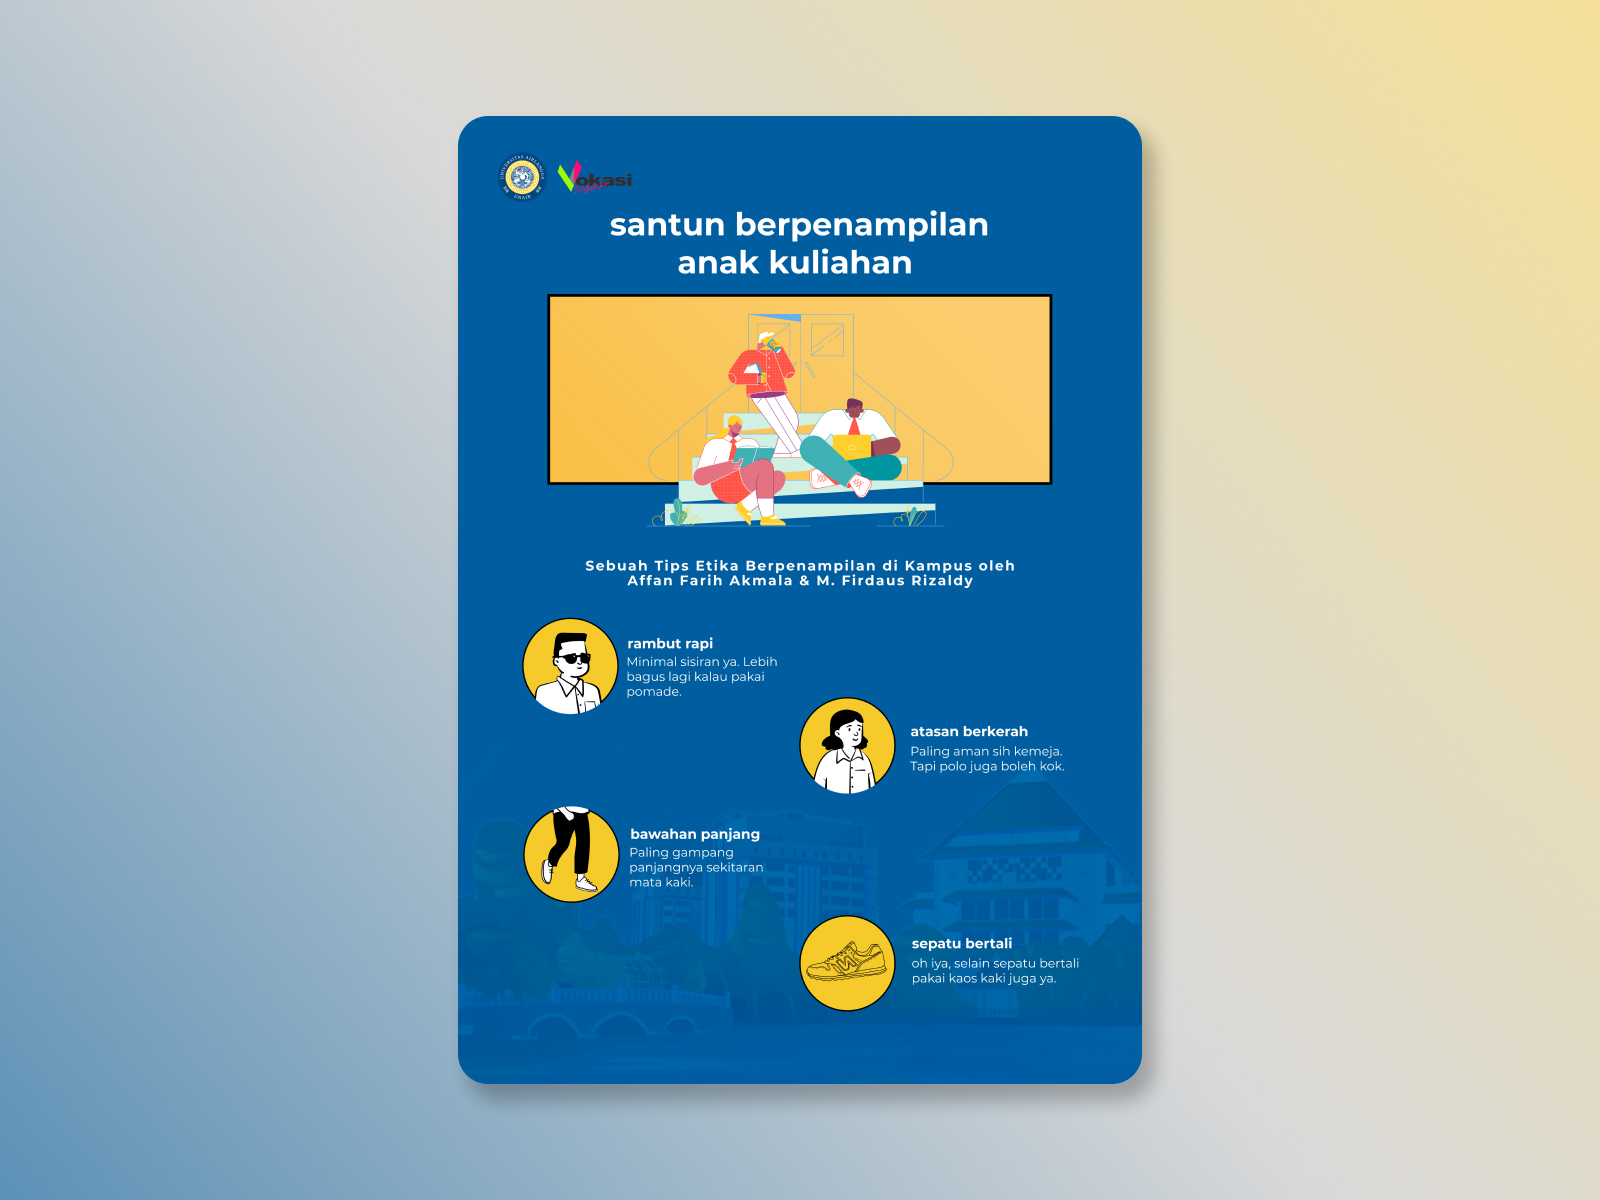 UNIVERSITAS AIRLANGGA
UNAIR
Vokasi
santun berpenampilan
anak kuliahan
Sebuah Tips Etika Berpenampilan di Kampus oleh
Affan Farih Akmala & M. Firdaus Rizaldy
rambut rapi
Minimal sisiran ya. Lebih
bagus lagi kalau pakai
pomade.
atasan berkerah
Paling aman sih kemeja.
Tapi polo juga boleh kok.
bawahan panjang
Paling gampang
panjangnya sekitaran
mata kaki.
sepatu bertali
oh iya, selain sepatu bertali
pakai kaos kaki juga ya.